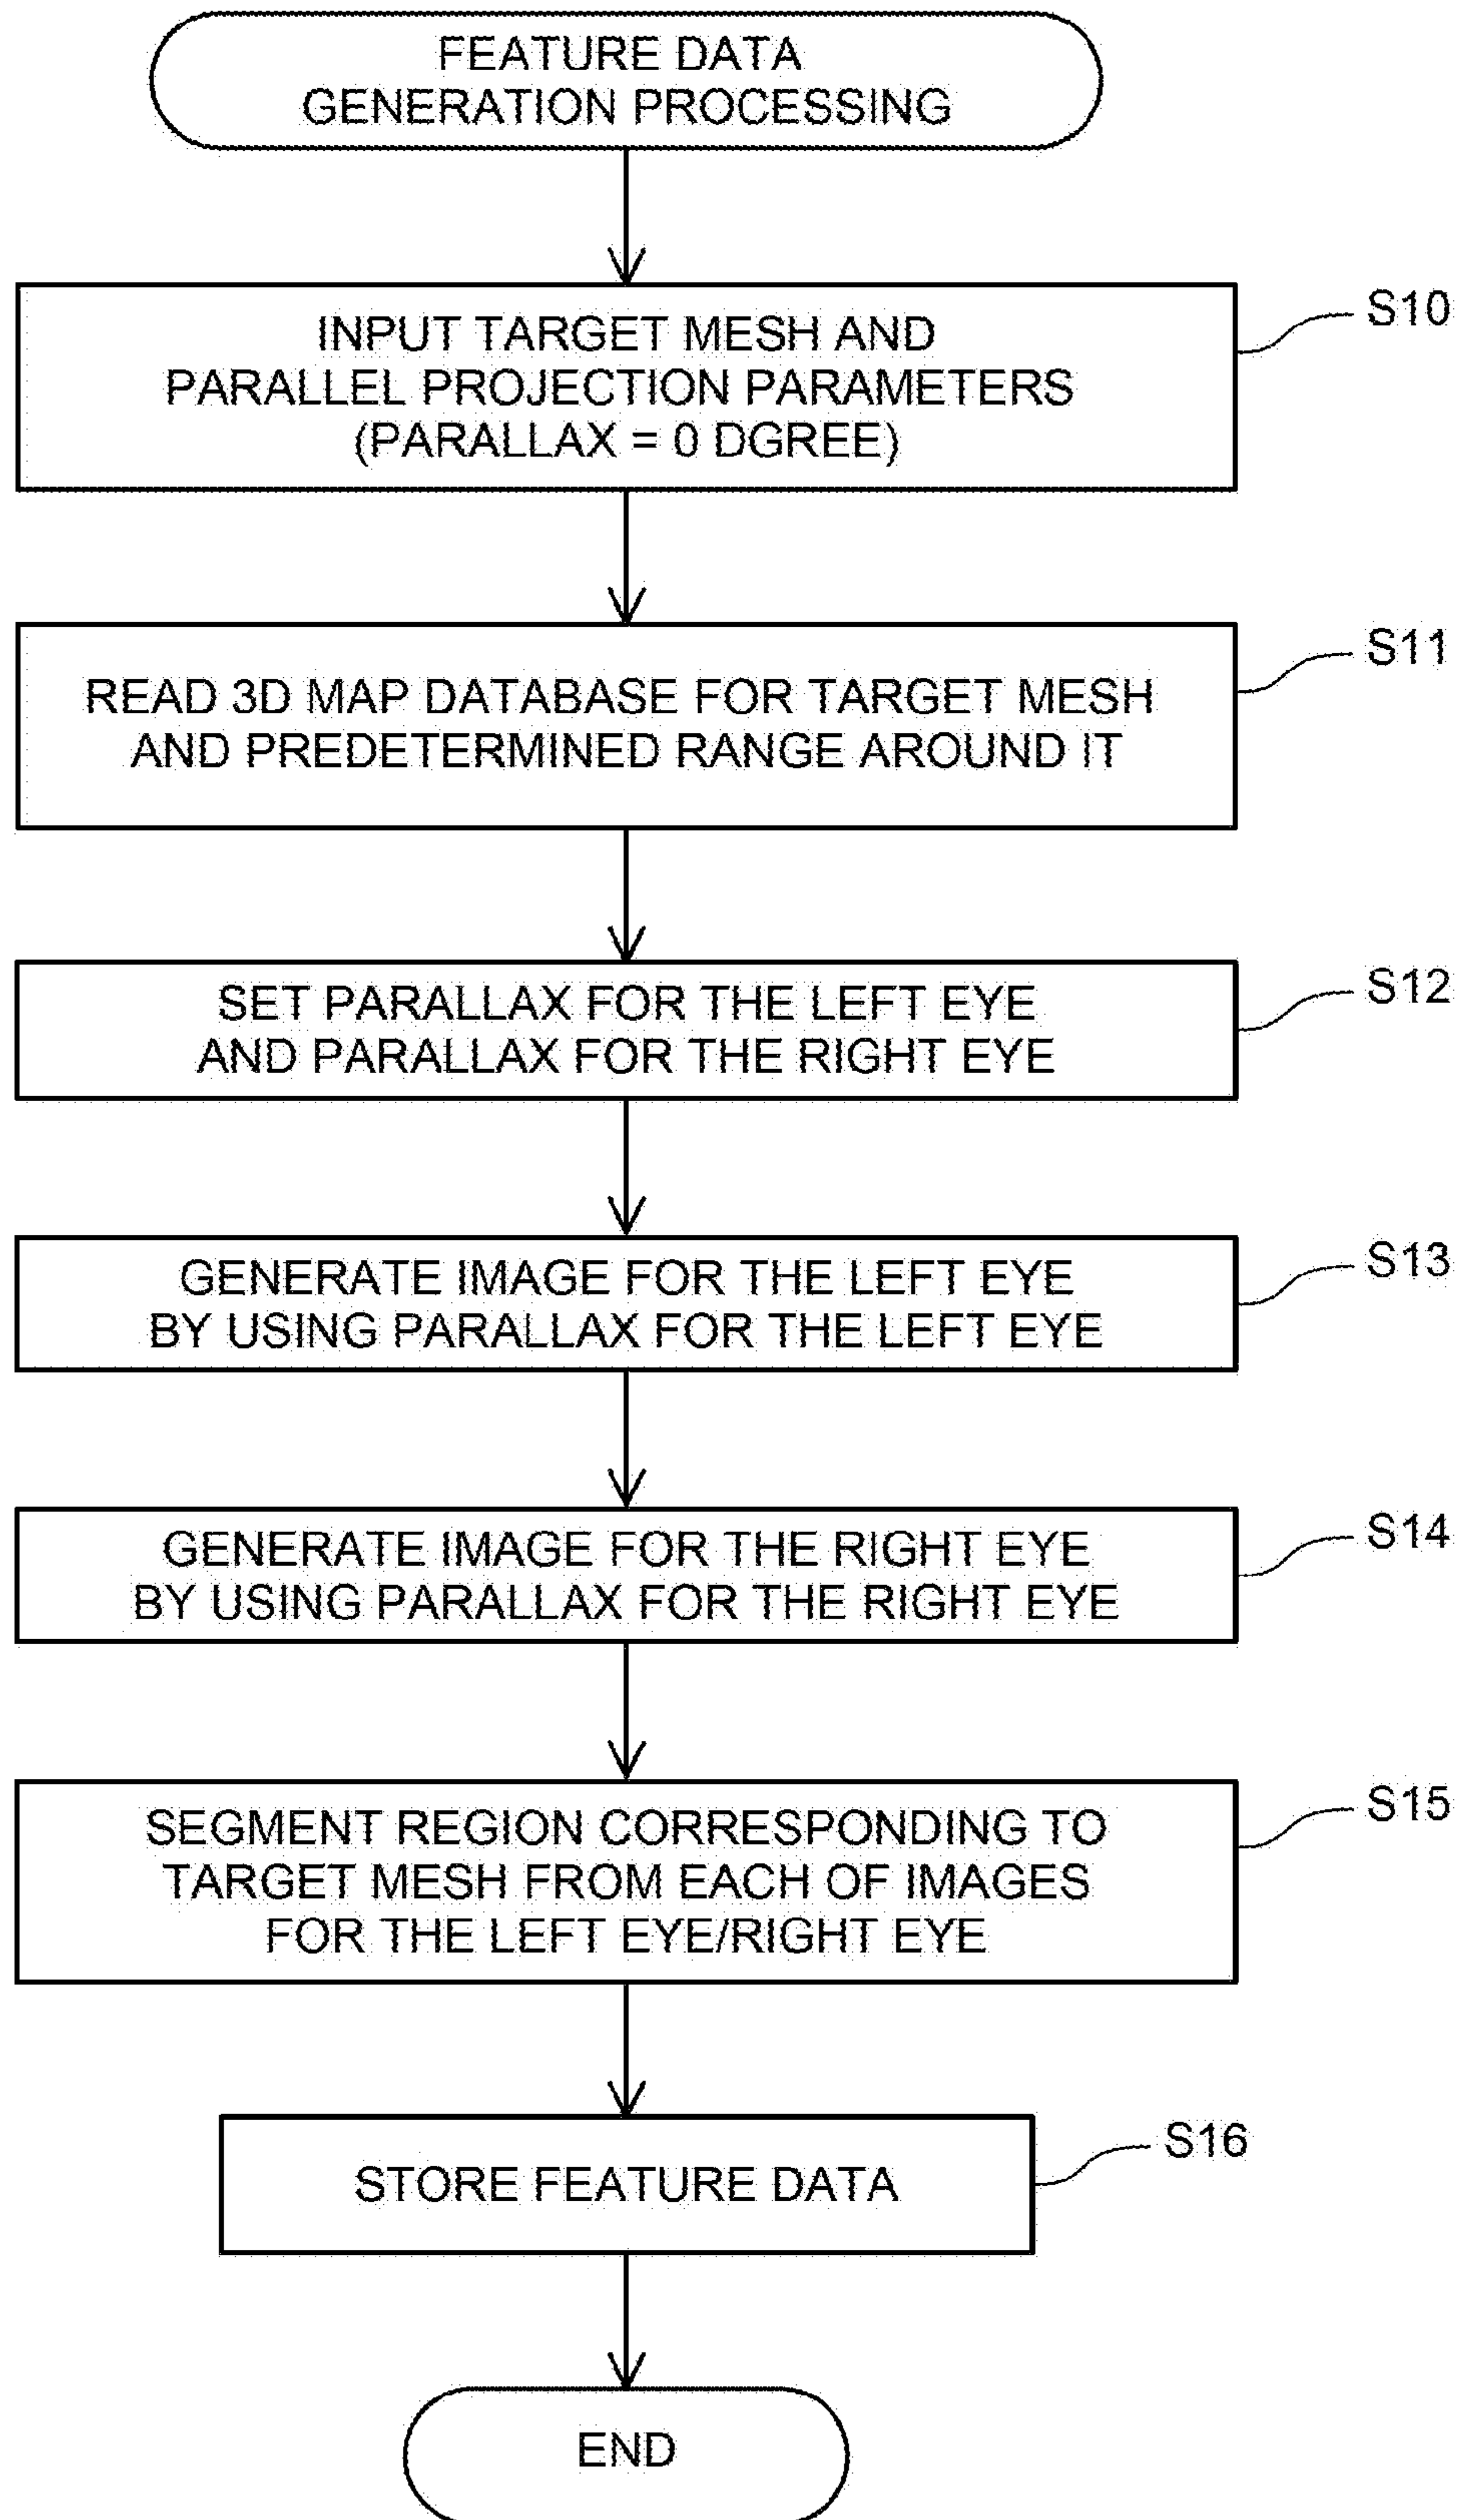 FEATURE DATA
GENERATION PROCESSING
INPUT TARGET MESH AND
PARALLEL PROJECTION PARAMETERS
(PARALLAX = 0 DGREE)
S10
READ 3D MAP DATABASE FOR TARGET MESH
AND PREDETERMINED RANGE AROUND IT
S11
SET PARALLAX FOR THE LEFT EYE
AND PARALLAX FOR THE RIGHT EYE
S12
GENERATE IMAGE FOR THE LEFT EYE
BY USING PARALLAX FOR THE LEFT EYE
S13
GENERATE IMAGE FOR THE RIGHT EYE
BY USING PARALLAX FOR THE RIGHT EYE
S14
SEGMENT REGION CORRESPONDING TO
TARGET MESH FROM EACH OF IMAGES
FOR THE LEFT EYE/RIGHT EYE
S15
STORE FEATURE DATA
S16
END